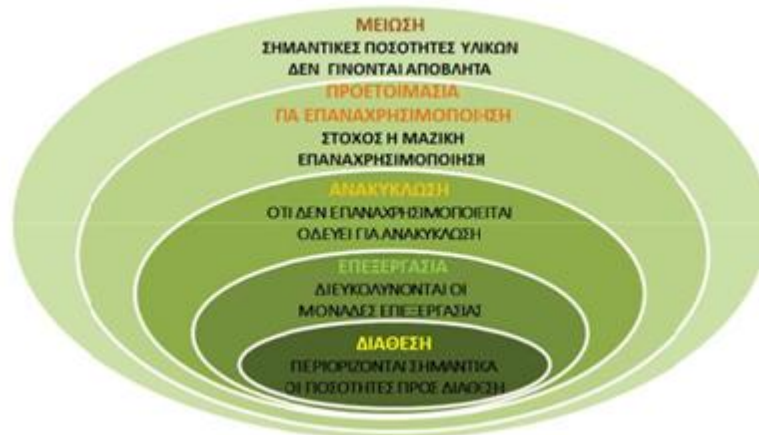 ΜΕΙΩΣΗ
ΣΗΜΑΝΤΙΚΕΣ ΠΟΣΟΤΗΤΕΣ ΥΛΙΚΩΝ
ΔΕΝ ΓΙΝΟΝΤΑΙ ΑΠΟΒΛΗΤΑ
ΠΡΟΕΤΟΙΜΑΣΙΑ
ΓΙΑ ΕΠΑΝΑΧΡΗΣΙΜΟΠΟΙΗΣΗ
ΣΤΟΧΟΣ Η ΜΑΖΙΚΗ
ΕΠΑΝΑΧΡΗΣΙΜΟΠΟΙΗΣΗ
ΑΝΑΚΥΚΛΩΣΗ
ΟΤΙ ΔΕΝ ΕΠΑΝΑΧΡΗΣΙΜΟΠΟΙΕΙΤΑΙ
ΟΔΕΥΕΙ ΓΙΑ ΑΝΑΚΥΚΛΩΣΗ
ΕΠΕΞΕΡΓΑΣΙΑ
ΔΙΕΥΚΟΛΥΝΟΝΤΑΙ ΟΙ
ΜΟΝΑΔΕΣ ΕΠΕΞΕΡΓΑΣΙΑΣ
ΔΙΑΘΕΣΗ
ΠΕΡΙΟΡΙΖΟΝΤΑΙ ΣΗΜΑΝΤΙΚΑ
ΟΙ ΠΟΣΟΤΗΤΕΣ ΠΡΟΣ ΔΙΑΘΕΣΗ